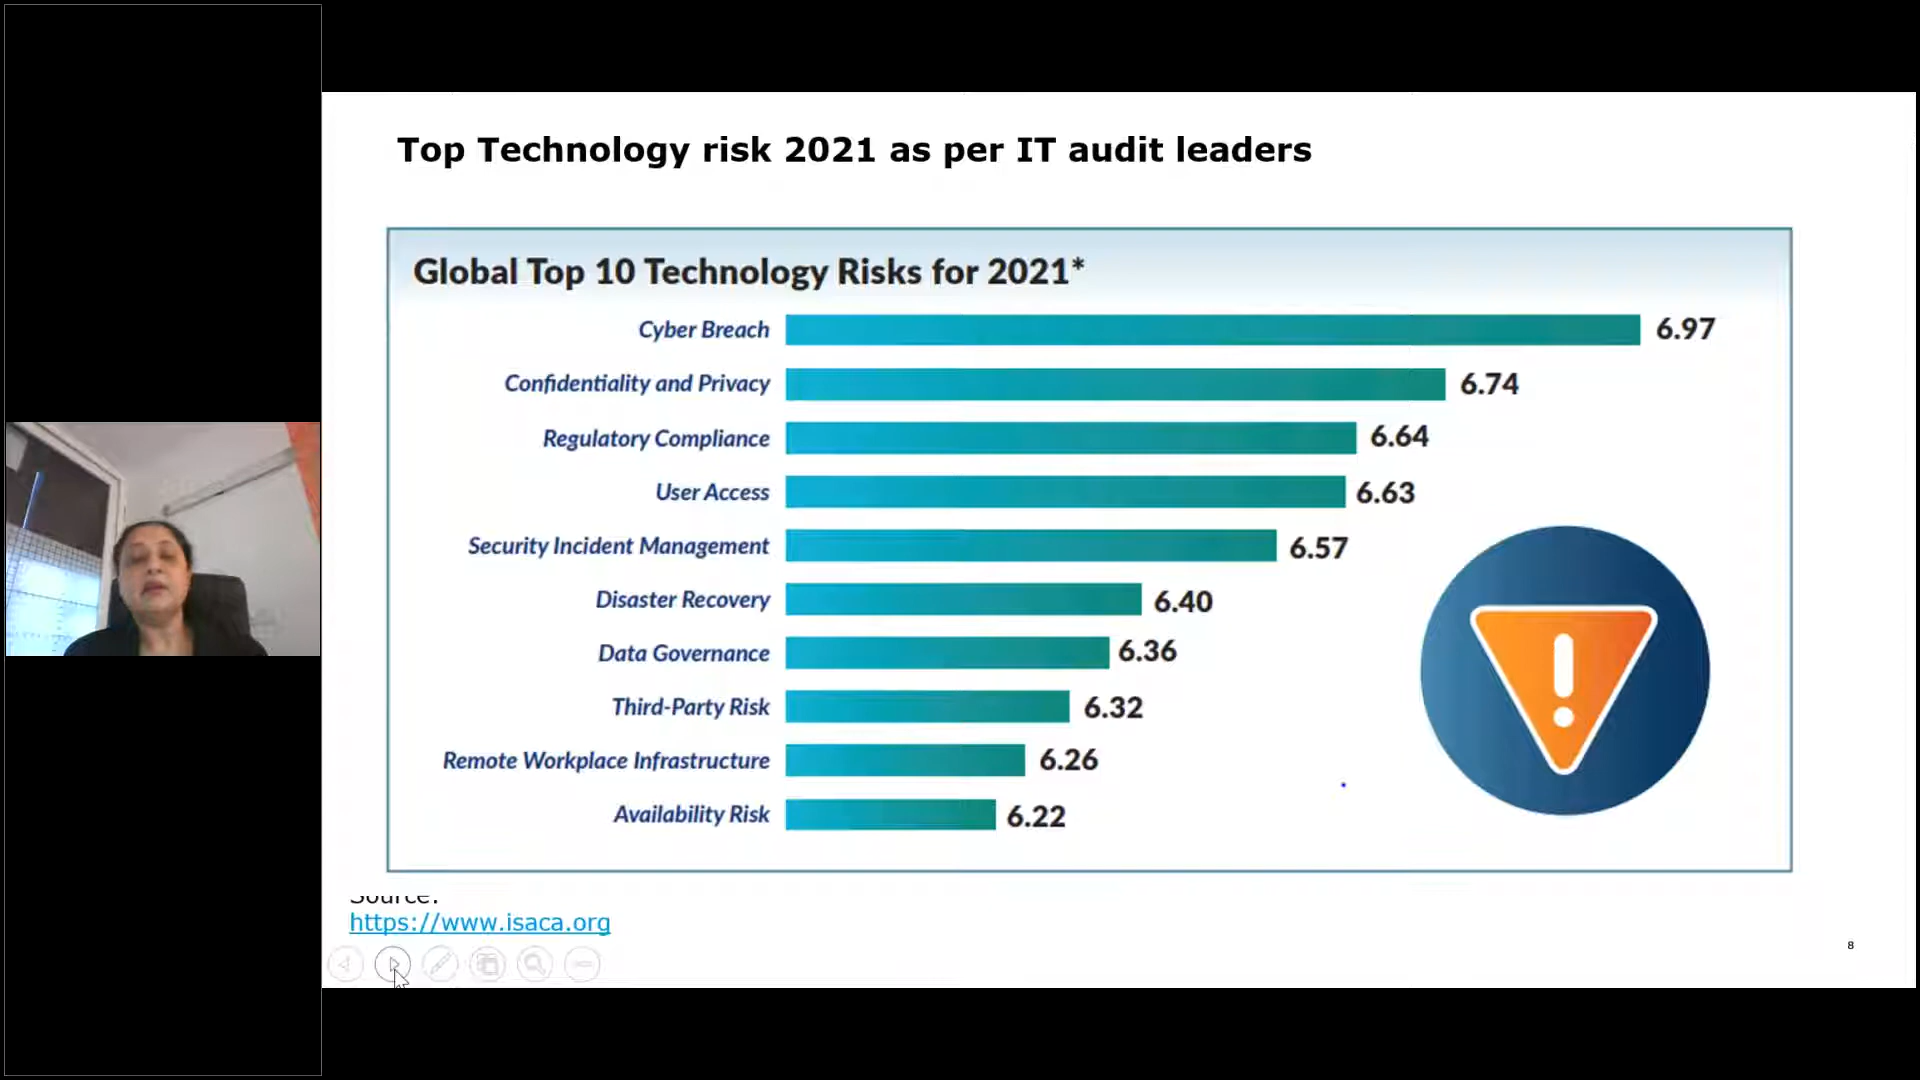 Top Technology risk 2021 as per IT audit leaders
Global Top 10 Technology Risks for 2021*
Cyber Breach 6.97
Confidentiality and Privacy 6.74
Regulatory Compliance 6.64
User Access 6.63
Security Incident Management 6.57
Disaster Recovery 6.40
Data Governance 6.36
Third-Party Risk 6.32
Remote Workplace Infrastructure 6.26
Availability Risk 6.22
!
Source:
https://www.isaca.org
8